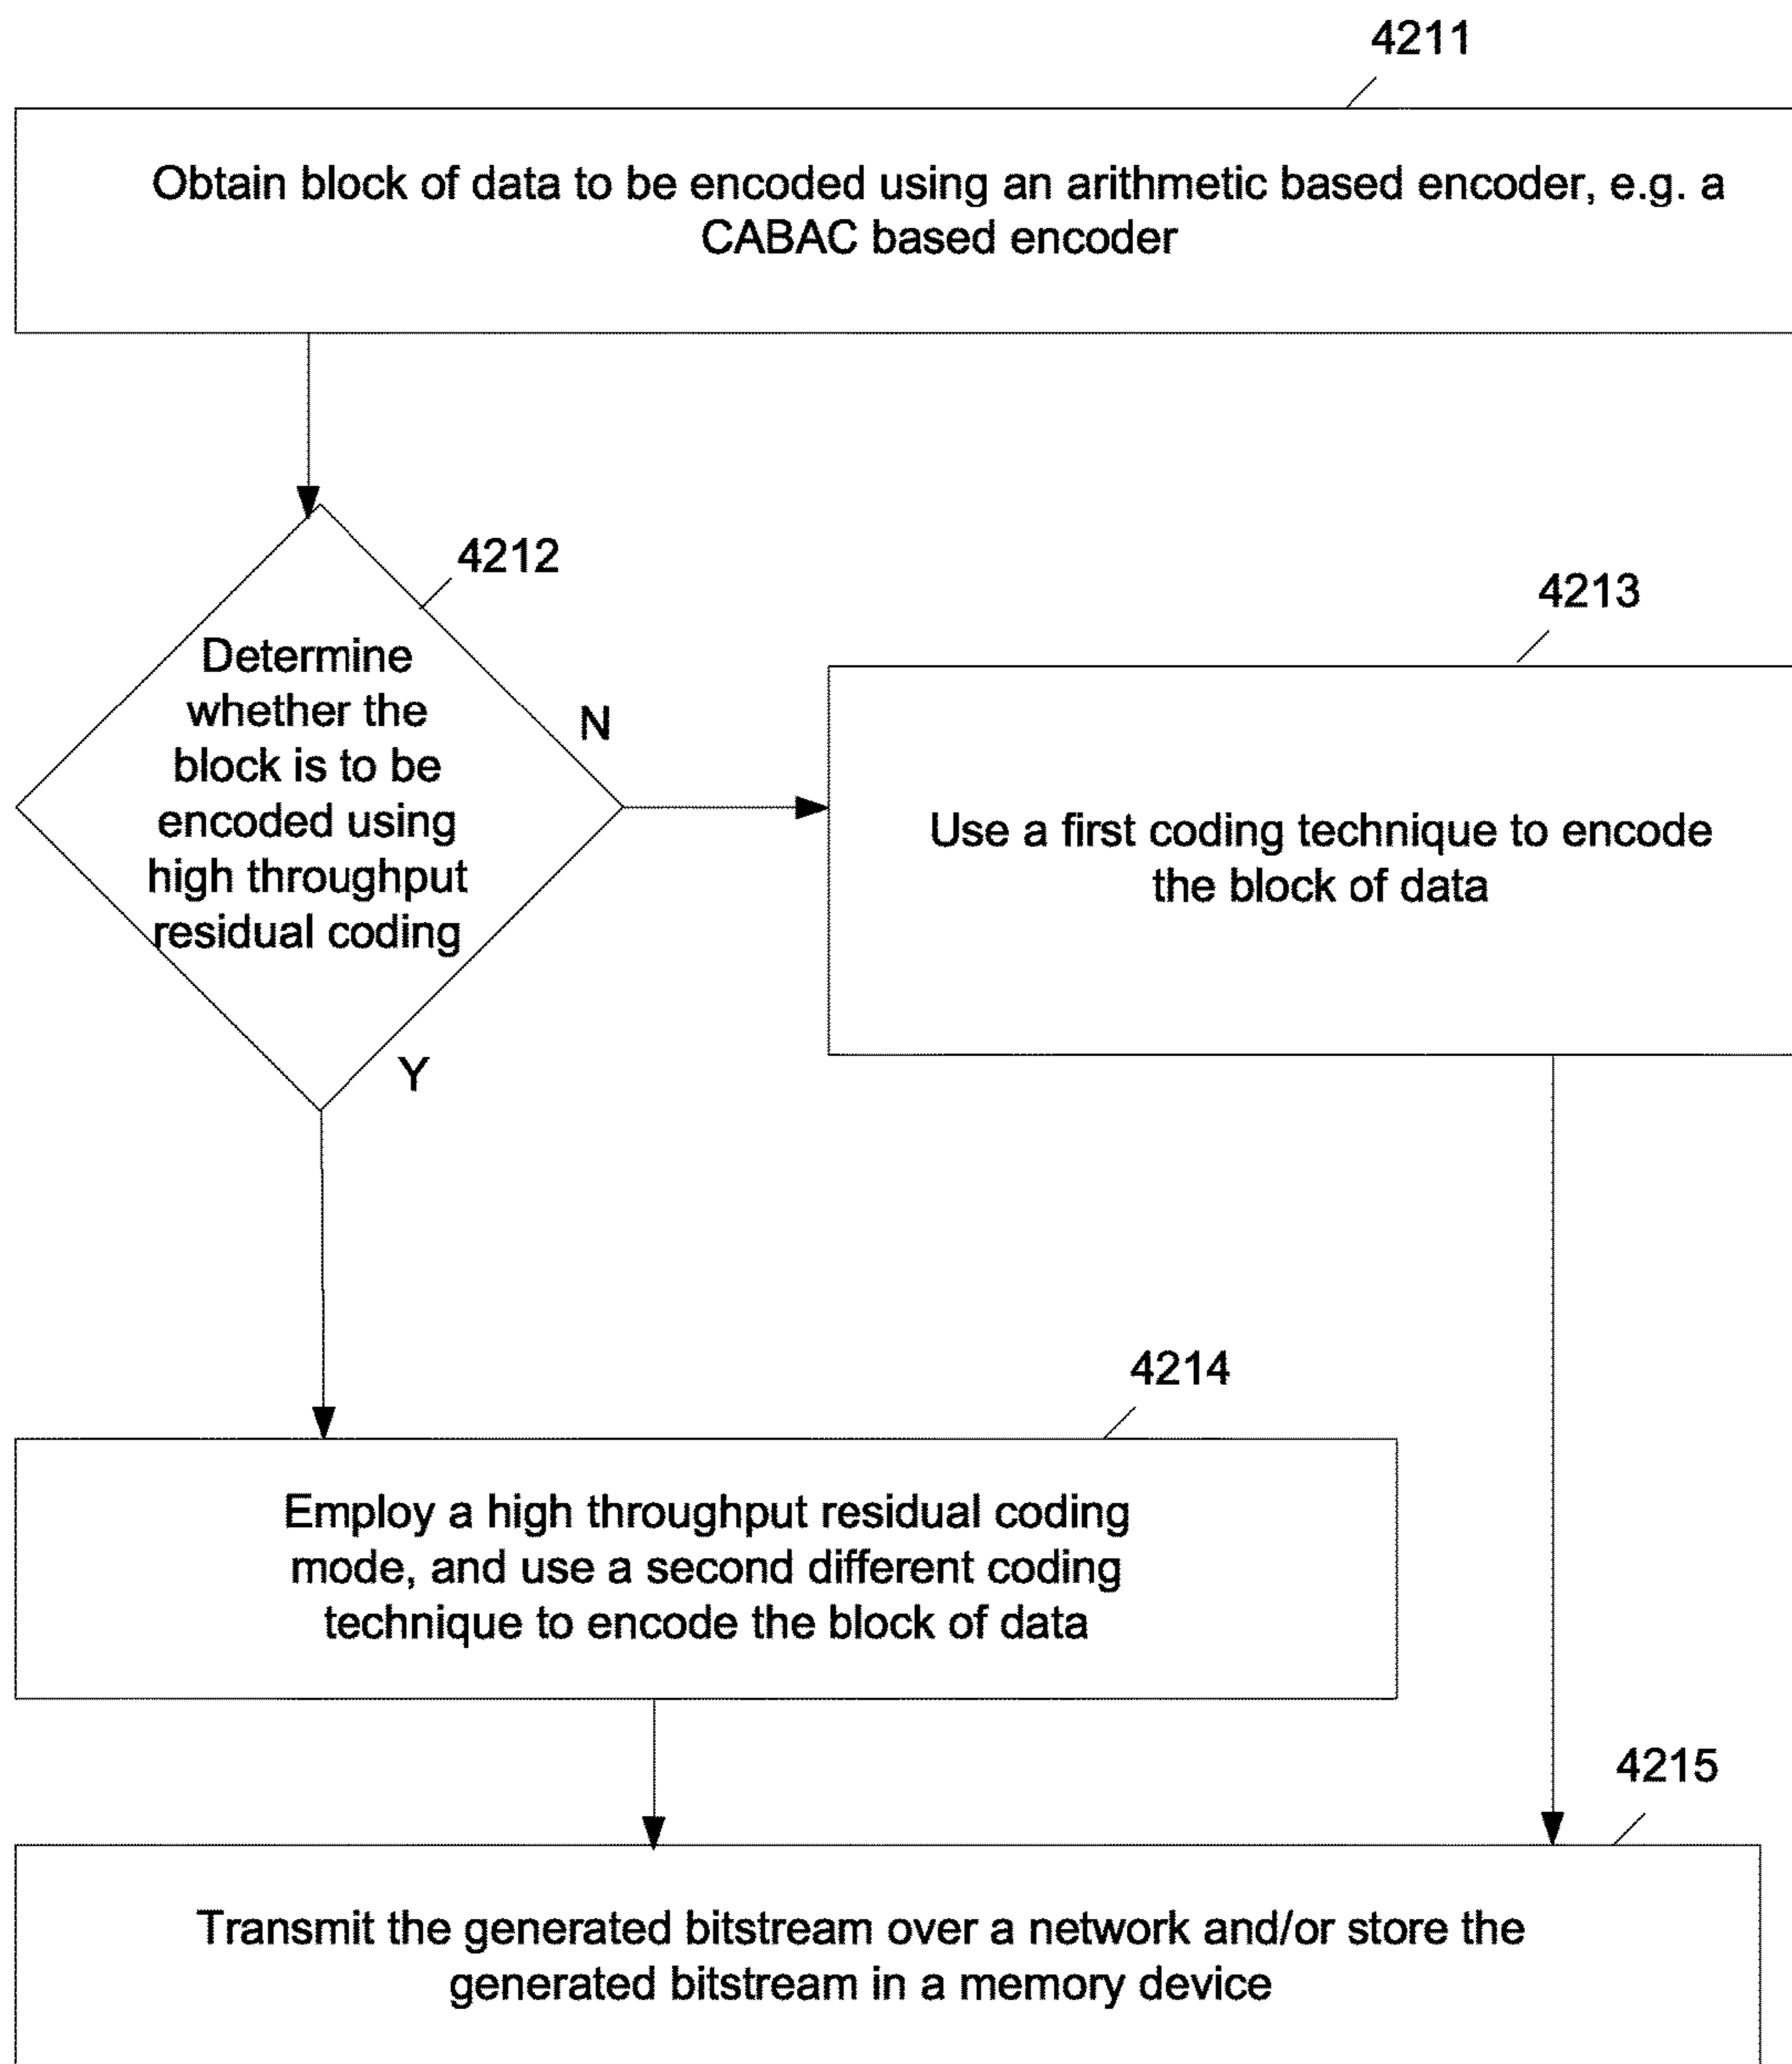 4211
Obtain block of data to be encoded using an arithmetic based encoder, e.g. a
CABAC based encoder
4212
Determine
whether the
block is to be
encoded using
high throughput
residual coding
N
Y
4213
Use a first coding technique to encode
the block of data
4214
Employ a high throughput residual coding
mode, and use a second different coding
technique to encode the block of data
4215
Transmit the generated bitstream over a network and/or store the
generated bitstream in a memory device